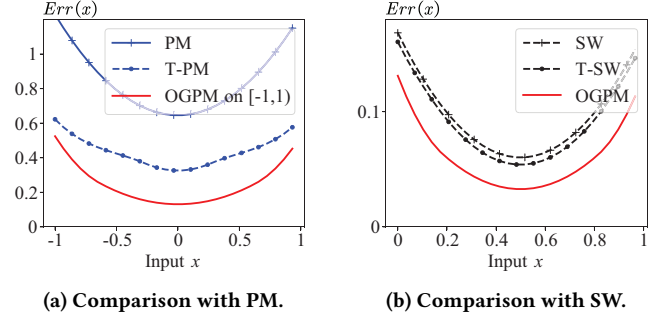 Err(x)
1
0.8
0.6
0.4
0.2
0
PM
T-PM
OGPM on [-1,1)
-1
-0.5
0
0.5
1
Input x
(a) Comparison with PM.
Err(x)
0.1
0
SW
T-SW
OGPM
0
0.2
0.4
0.6
0.8
1
Input x
(b) Comparison with SW.